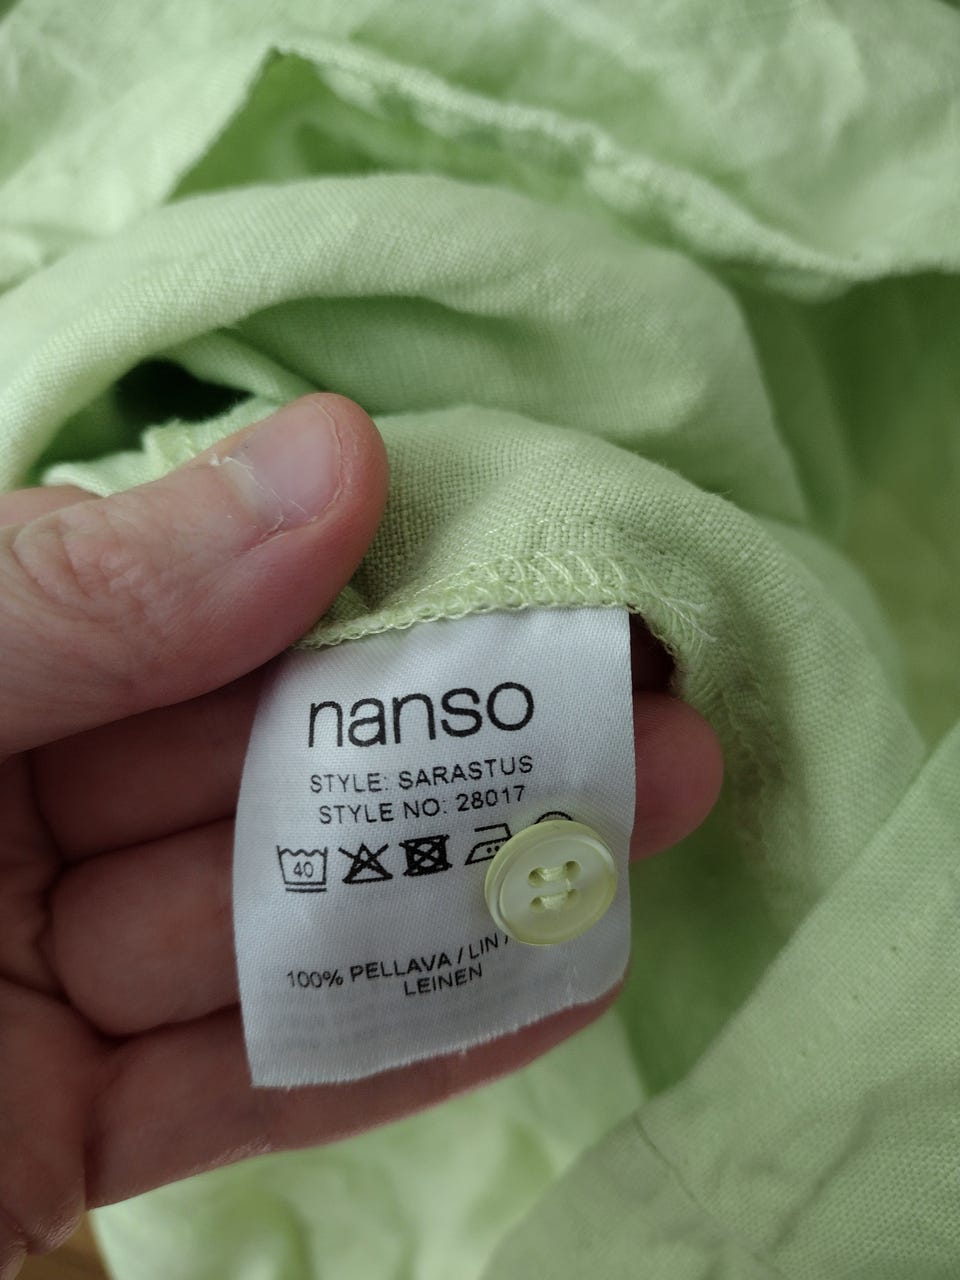 nanso
STYLE: SARASTUS
STYLE NO: 28017
40
100% PELLAVA / LIN /
LEINEN